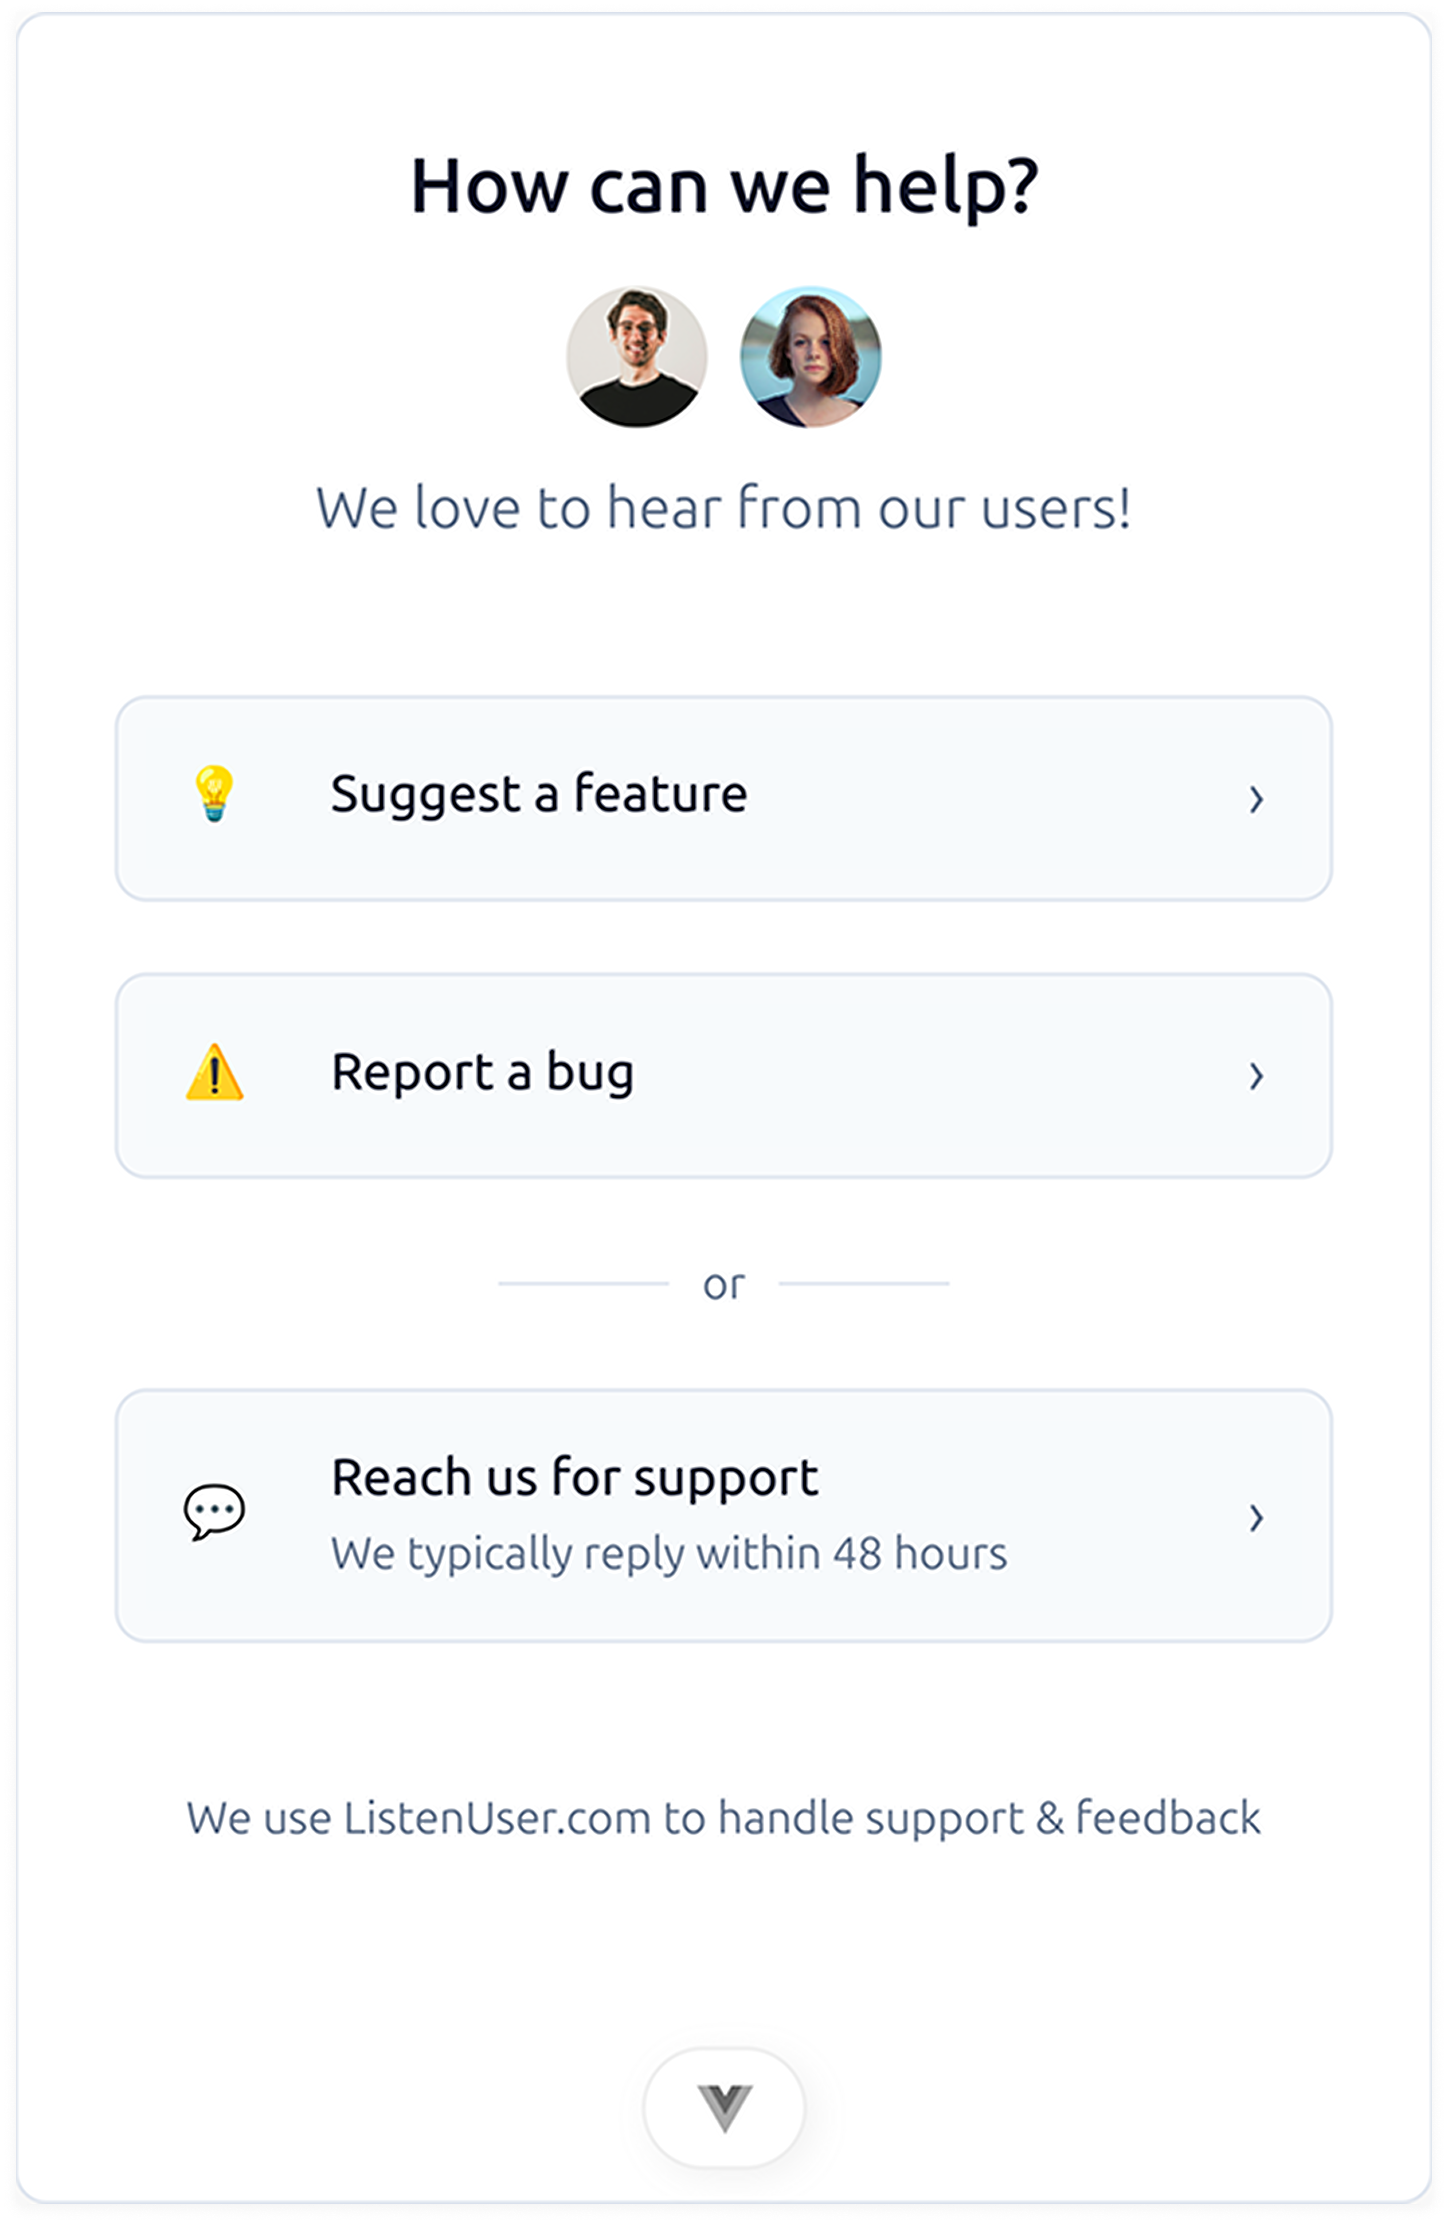 How can we help?
We love to hear from our users!
Suggest a feature
Report a bug
or
Reach us for support
We typically reply within 48 hours
We use ListenUser.com to handle support & feedback